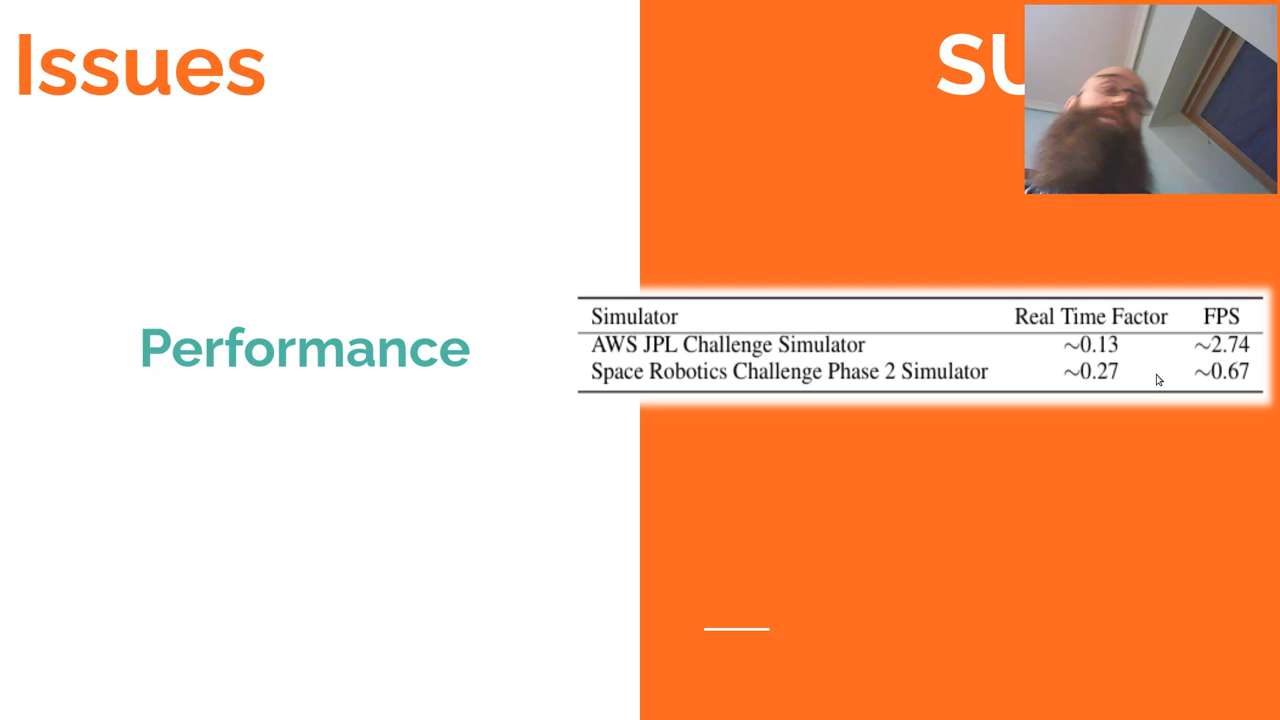 Issues
Performance
Simulator Real Time Factor FPS
AWS JPL Challenge Simulator ~0.13 ~2.74
Space Robotics Challenge Phase 2 Simulator ~0.27 ~0.67